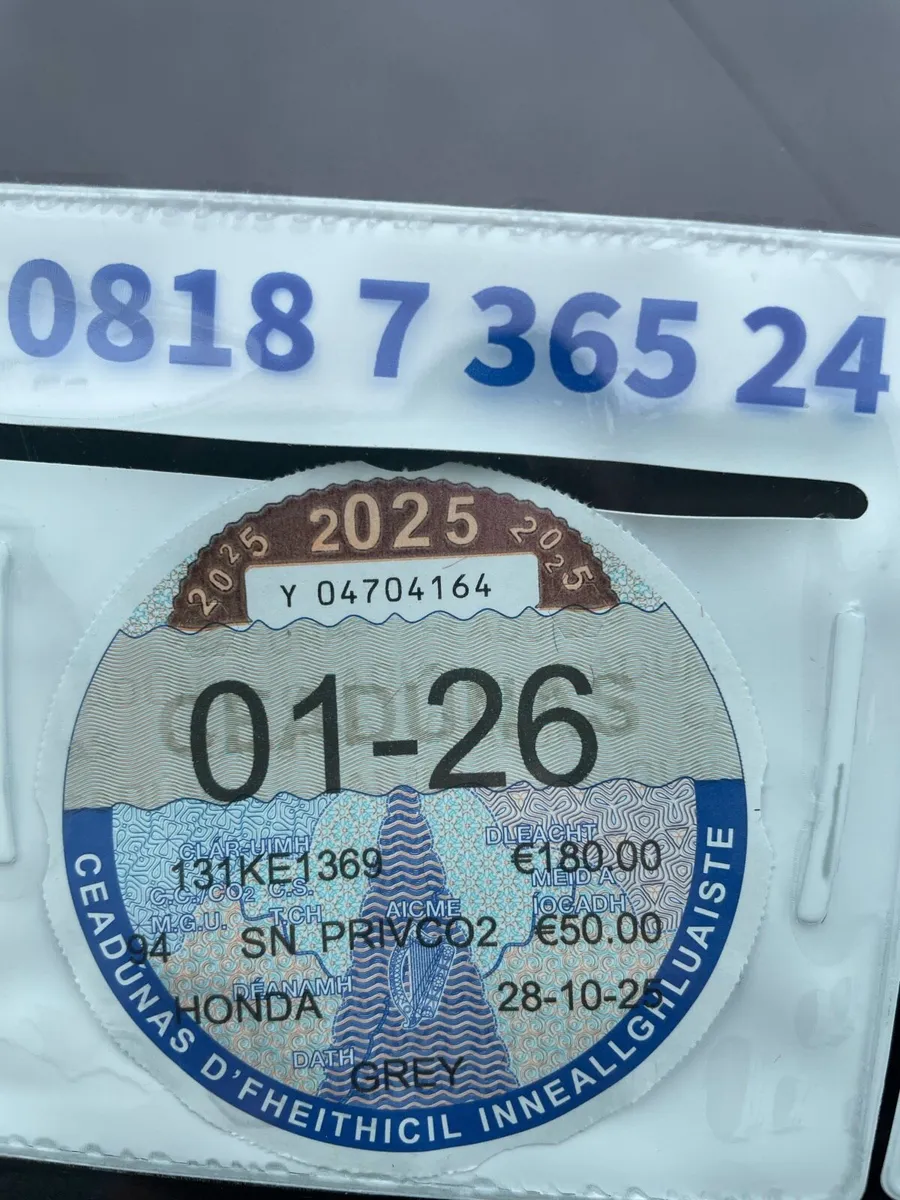 0818 7 365 24
2025 2025 2025
Y 04704164
CEADÚNAS
01-26
CLÁR-UIMH DLEACHT
131KE1369 €180.00
C.C. CO2 C.S. MÉID A
M.G.U. T.CH AICME ÍOCADH
94 SN PRIVCO2 €50.00
DÉANAMH
HONDA 28-10-25
DATH
GREY
CEADÚNAS D'FHEITHICIL INNEALLGHLUAISTE